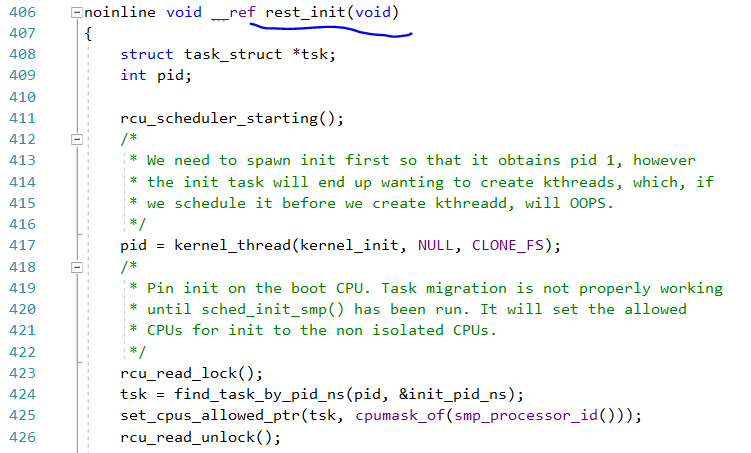 406 noinline void __ref rest_init(void)
407 {
408 struct task_struct *tsk;
409 int pid;
410
411 rcu_scheduler_starting();
412 /*
413 * We need to spawn init first so that it obtains pid 1, however
414 * the init task will end up wanting to create kthreads, which, if
415 * we schedule it before we create kthreadd, will OOPS.
416 */
417 pid = kernel_thread(kernel_init, NULL, CLONE_FS);
418 /*
419 * Pin init on the boot CPU. Task migration is not properly working
420 * until sched_init_smp() has been run. It will set the allowed
421 * CPUs for init to the non isolated CPUs.
422 */
423 rcu_read_lock();
424 tsk = find_task_by_pid_ns(pid, &init_pid_ns);
425 set_cpus_allowed_ptr(tsk, cpumask_of(smp_processor_id()));
426 rcu_read_unlock();